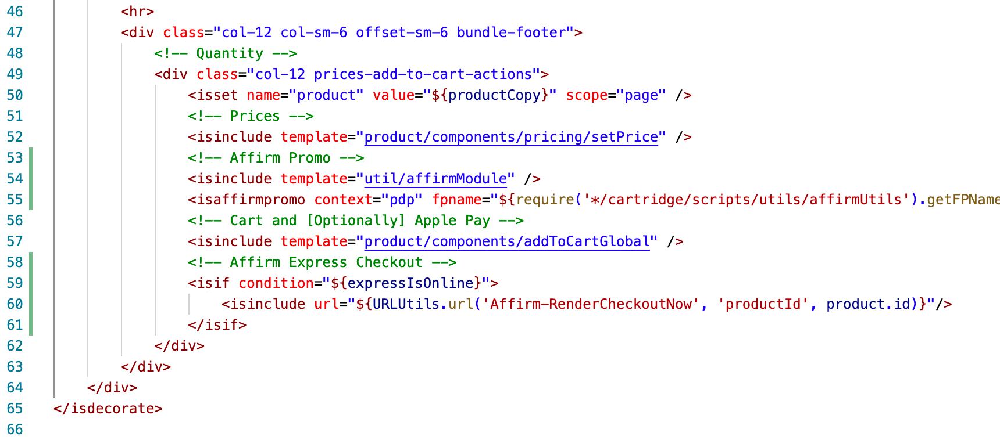 46 <hr>
47 <div class="col-12 col-sm-6 offset-sm-6 bundle-footer">
48 <!-- Quantity -->
49 <div class="col-12 prices-add-to-cart-actions">
50 <isset name="product" value="${productCopy}" scope="page" />
51 <!-- Prices -->
52 <isinclude template="product/components/pricing/setPrice" />
53 <!-- Affirm Promo -->
54 <isinclude template="util/affirmModule" />
55 <isaffirmpromo context="pdp" fpname="${require('*/cartridge/scripts/utils/affirmUtils').getFPName
56 <!-- Cart and [Optionally] Apple Pay -->
57 <isinclude template="product/components/addToCartGlobal" />
58 <!-- Affirm Express Checkout -->
59 <isif condition="${expressIsOnline}">
60 <isinclude url="${URLUtils.url('Affirm-RenderCheckoutNow', 'productId', product.id)}"/>
61 </isif>
62 </div>
63 </div>
64 </div>
65 </isdecorate>
66